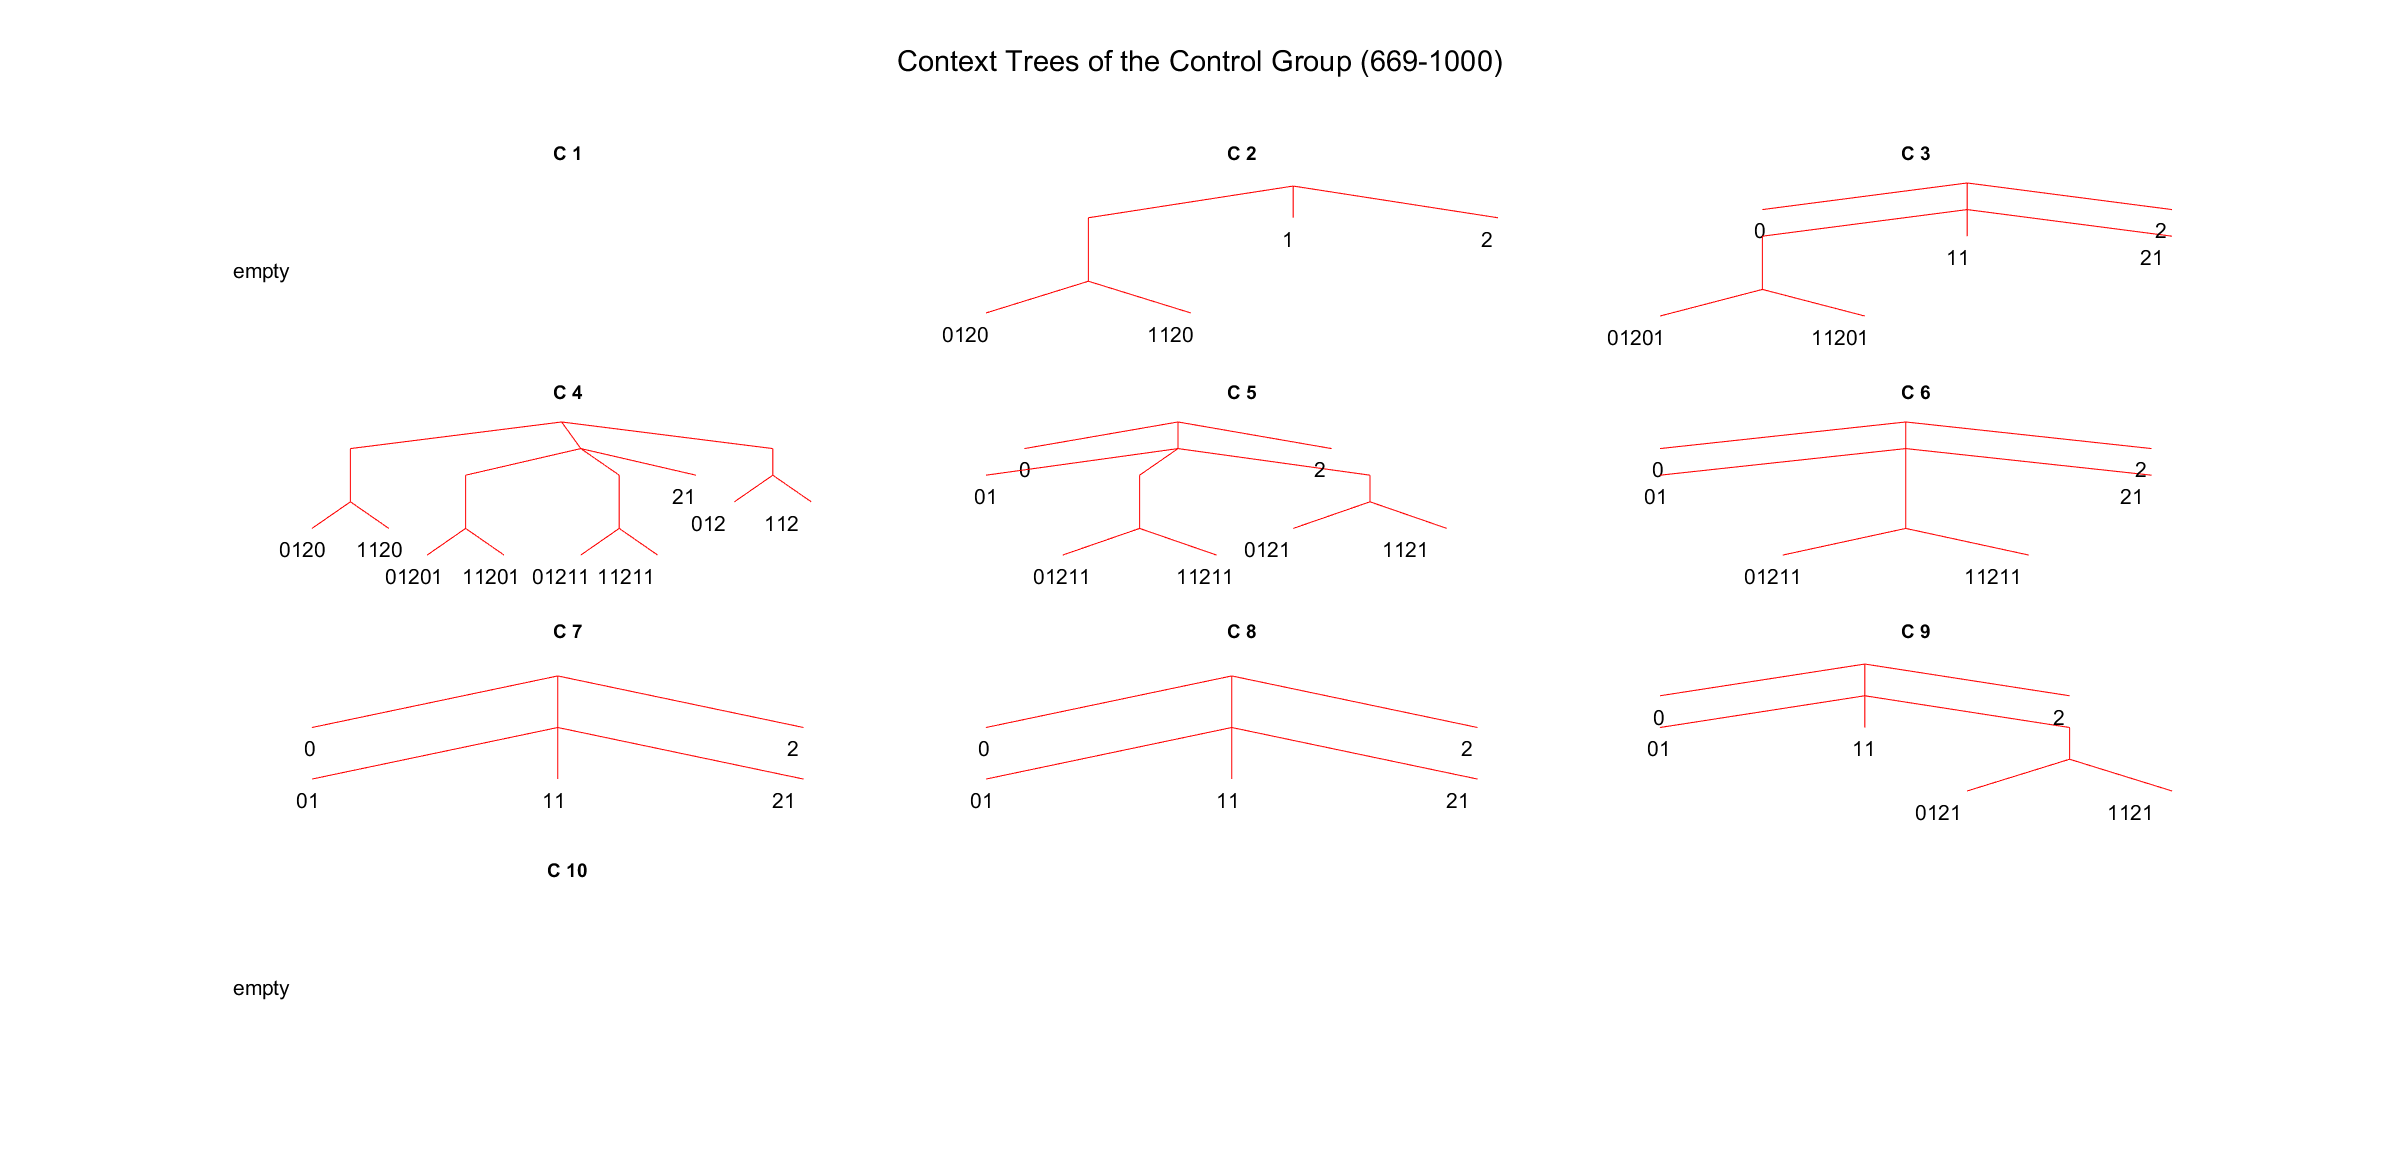 Context Trees of the Control Group (669-1000)
C 1
empty
C 2
1 2
0120 1120
C 3
0 2
11 21
01201 11201
C 4
21
012 112
0120 1120
01201 11201 01211 11211
C 5
0 2
01
0121 1121
01211 11211
C 6
0 2
01 21
01211 11211
C 7
0 2
01 11 21
C 8
0 2
01 11 21
C 9
0 2
01 11
0121 1121
C 10
empty